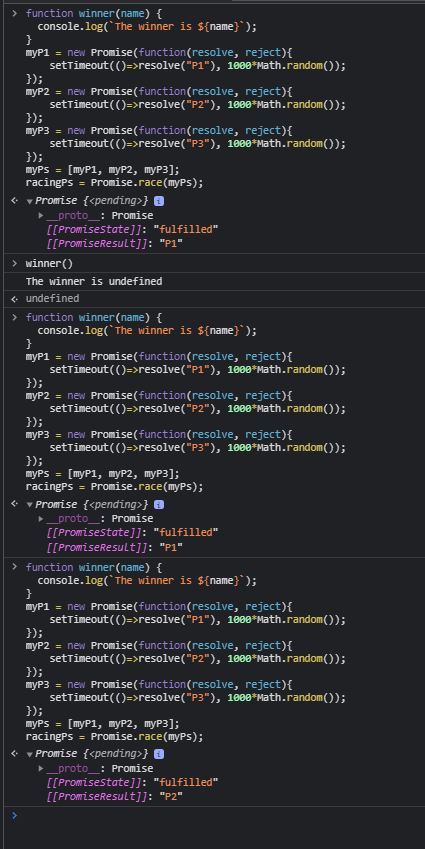 > function winner(name) {
console.log(`The winner is ${name}`);
}
myP1 = new Promise(function(resolve, reject){
setTimeout(()=>resolve("P1"), 1000*Math.random());
});
myP2 = new Promise(function(resolve, reject){
setTimeout(()=>resolve("P2"), 1000*Math.random());
});
myP3 = new Promise(function(resolve, reject){
setTimeout(()=>resolve("P3"), 1000*Math.random());
});
myPs = [myP1, myP2, myP3];
racingPs = Promise.race(myPs);
Promise {<pending>} i
__proto__: Promise
[[PromiseState]]: "fulfilled"
[[PromiseResult]]: "P1"
> winner()
The winner is undefined
undefined
> function winner(name) {
console.log(`The winner is ${name}`);
}
myP1 = new Promise(function(resolve, reject){
setTimeout(()=>resolve("P1"), 1000*Math.random());
});
myP2 = new Promise(function(resolve, reject){
setTimeout(()=>resolve("P2"), 1000*Math.random());
});
myP3 = new Promise(function(resolve, reject){
setTimeout(()=>resolve("P3"), 1000*Math.random());
});
myPs = [myP1, myP2, myP3];
racingPs = Promise.race(myPs);
Promise {<pending>} i
__proto__: Promise
[[PromiseState]]: "fulfilled"
[[PromiseResult]]: "P1"
> function winner(name) {
console.log(`The winner is ${name}`);
}
myP1 = new Promise(function(resolve, reject){
setTimeout(()=>resolve("P1"), 1000*Math.random());
});
myP2 = new Promise(function(resolve, reject){
setTimeout(()=>resolve("P2"), 1000*Math.random());
});
myP3 = new Promise(function(resolve, reject){
setTimeout(()=>resolve("P3"), 1000*Math.random());
});
myPs = [myP1, myP2, myP3];
racingPs = Promise.race(myPs);
Promise {<pending>} i
__proto__: Promise
[[PromiseState]]: "fulfilled"
[[PromiseResult]]: "P2"
>